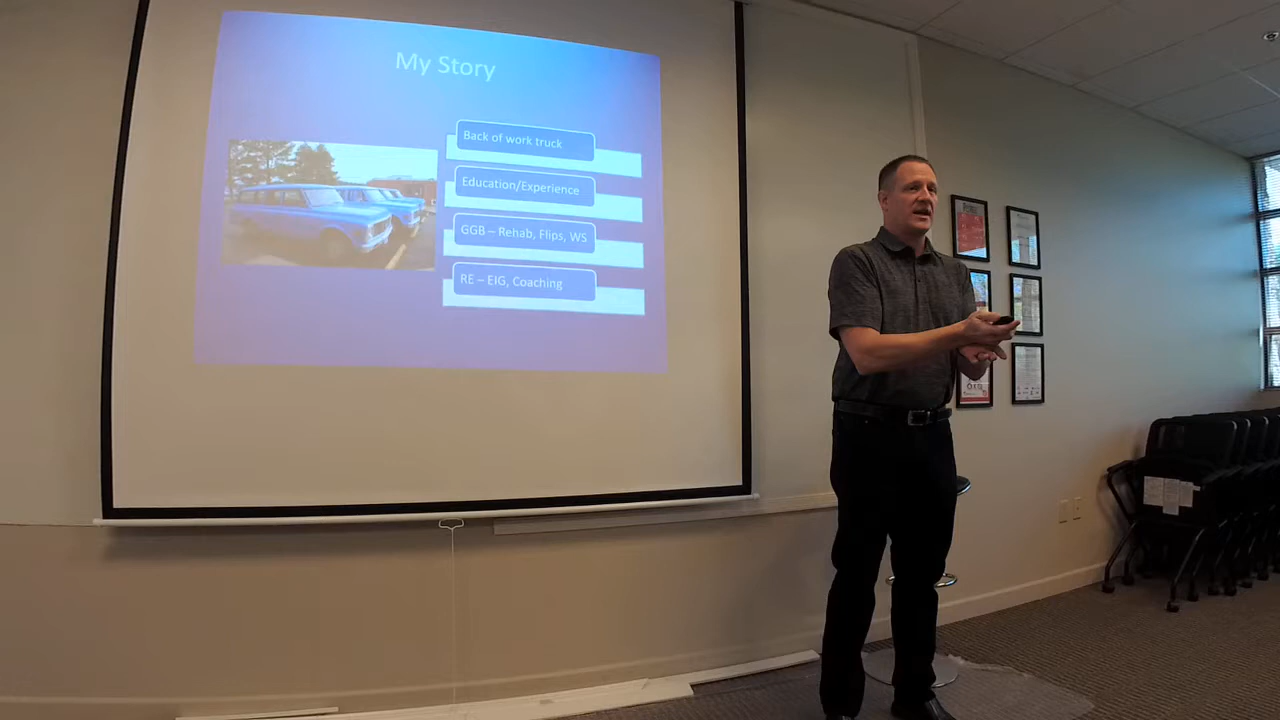 My Story
Back of work truck
Education/Experience
GGB – Rehab, Flips, WS
RE – EIG, Coaching